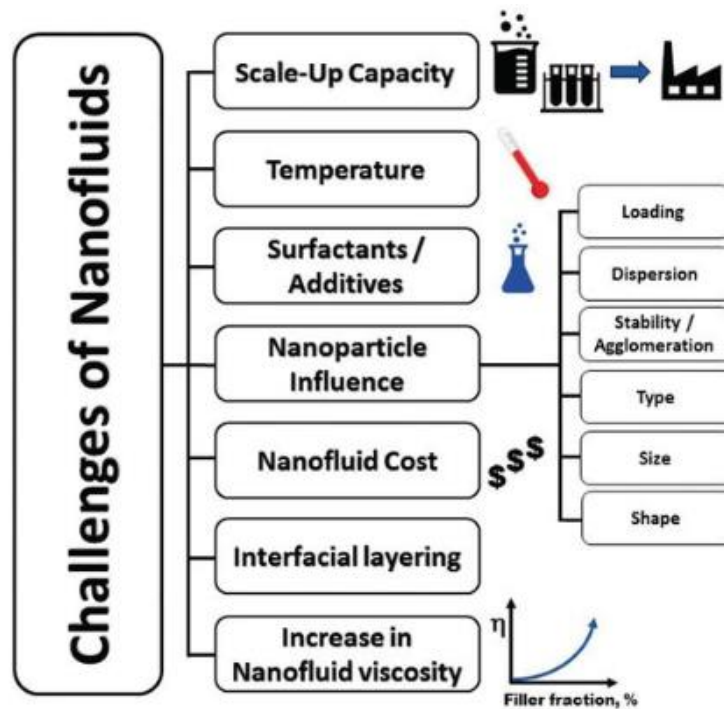 Challenges of Nanofluids
Scale-Up Capacity
Temperature
Surfactants /
Additives
Nanoparticle
Influence
Nanofluid Cost
$$$
Interfacial layering
Increase in
Nanofluid viscosity
Loading
Dispersion
Stability /
Agglomeration
Type
Size
Shape
η
Filler fraction, %